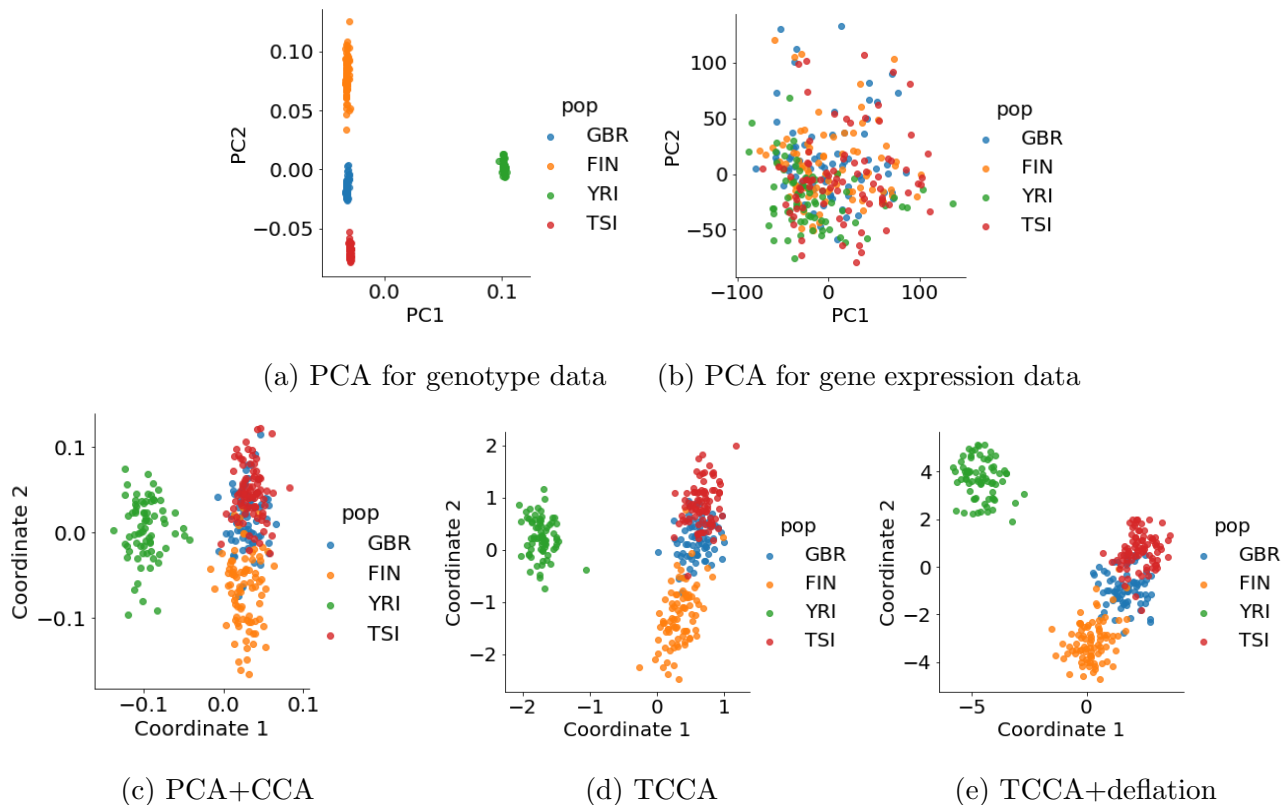 0.10
0.05
0.00
−0.05
PC2
0.0
0.1
PC1
pop
GBR
FIN
YRI
TSI
100
50
0
−50
PC2
−100
0
100
PC1
pop
GBR
FIN
YRI
TSI
(a) PCA for genotype data
(b) PCA for gene expression data
0.1
0.0
−0.1
Coordinate 2
−0.1
0.0
0.1
Coordinate 1
pop
GBR
FIN
YRI
TSI
2
1
0
−1
−2
Coordinate 2
−2
−1
0
1
Coordinate 1
pop
GBR
FIN
YRI
TSI
4
2
0
−2
−4
Coordinate 2
−5
0
Coordinate 1
pop
GBR
FIN
YRI
TSI
(c) PCA+CCA
(d) TCCA
(e) TCCA+deflation